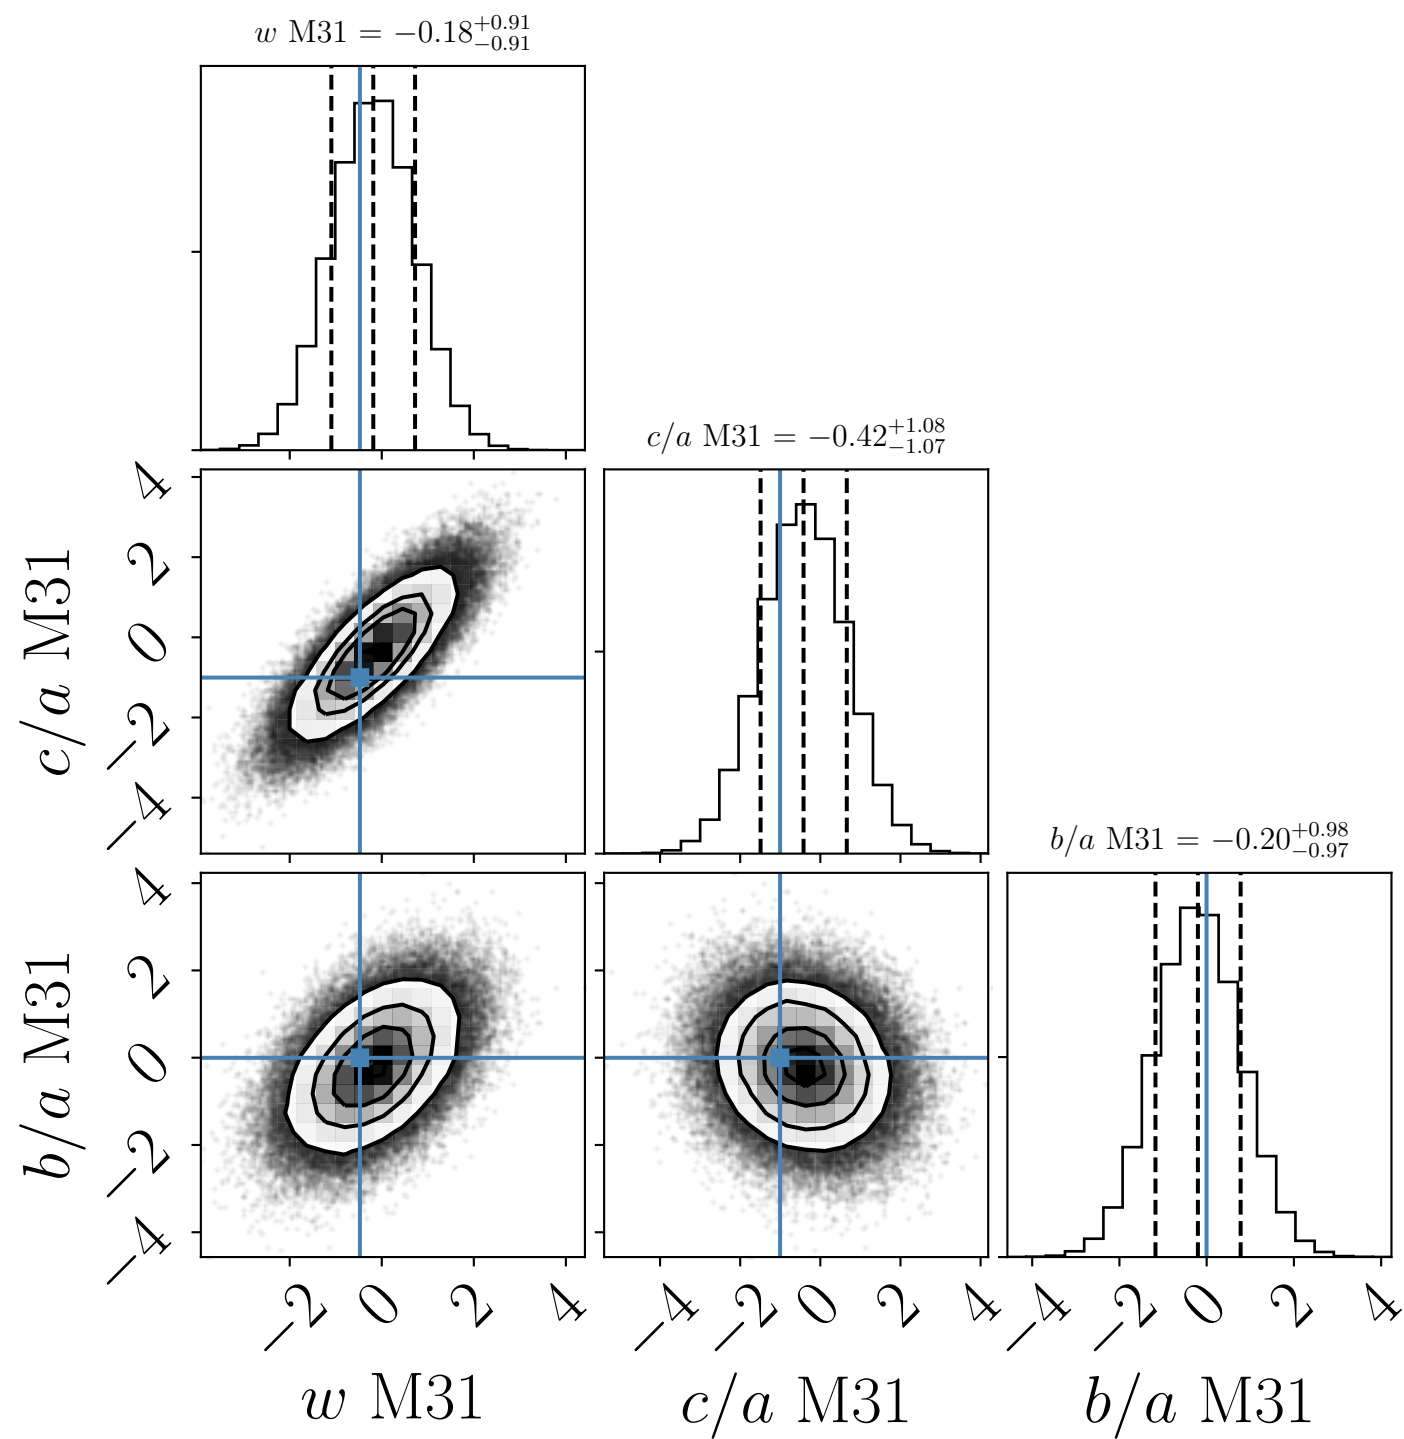 w M31 = −0.18+0.91−0.91
c/a M31 = −0.42+1.08−1.07
4
2
0
−2
−4
c/a M31
b/a M31 = −0.20+0.98−0.97
4
2
0
−2
−4
b/a M31
−2 0 2 4
−4 −2 0 2 4
−4 −2 0 2 4
w M31
c/a M31
b/a M31